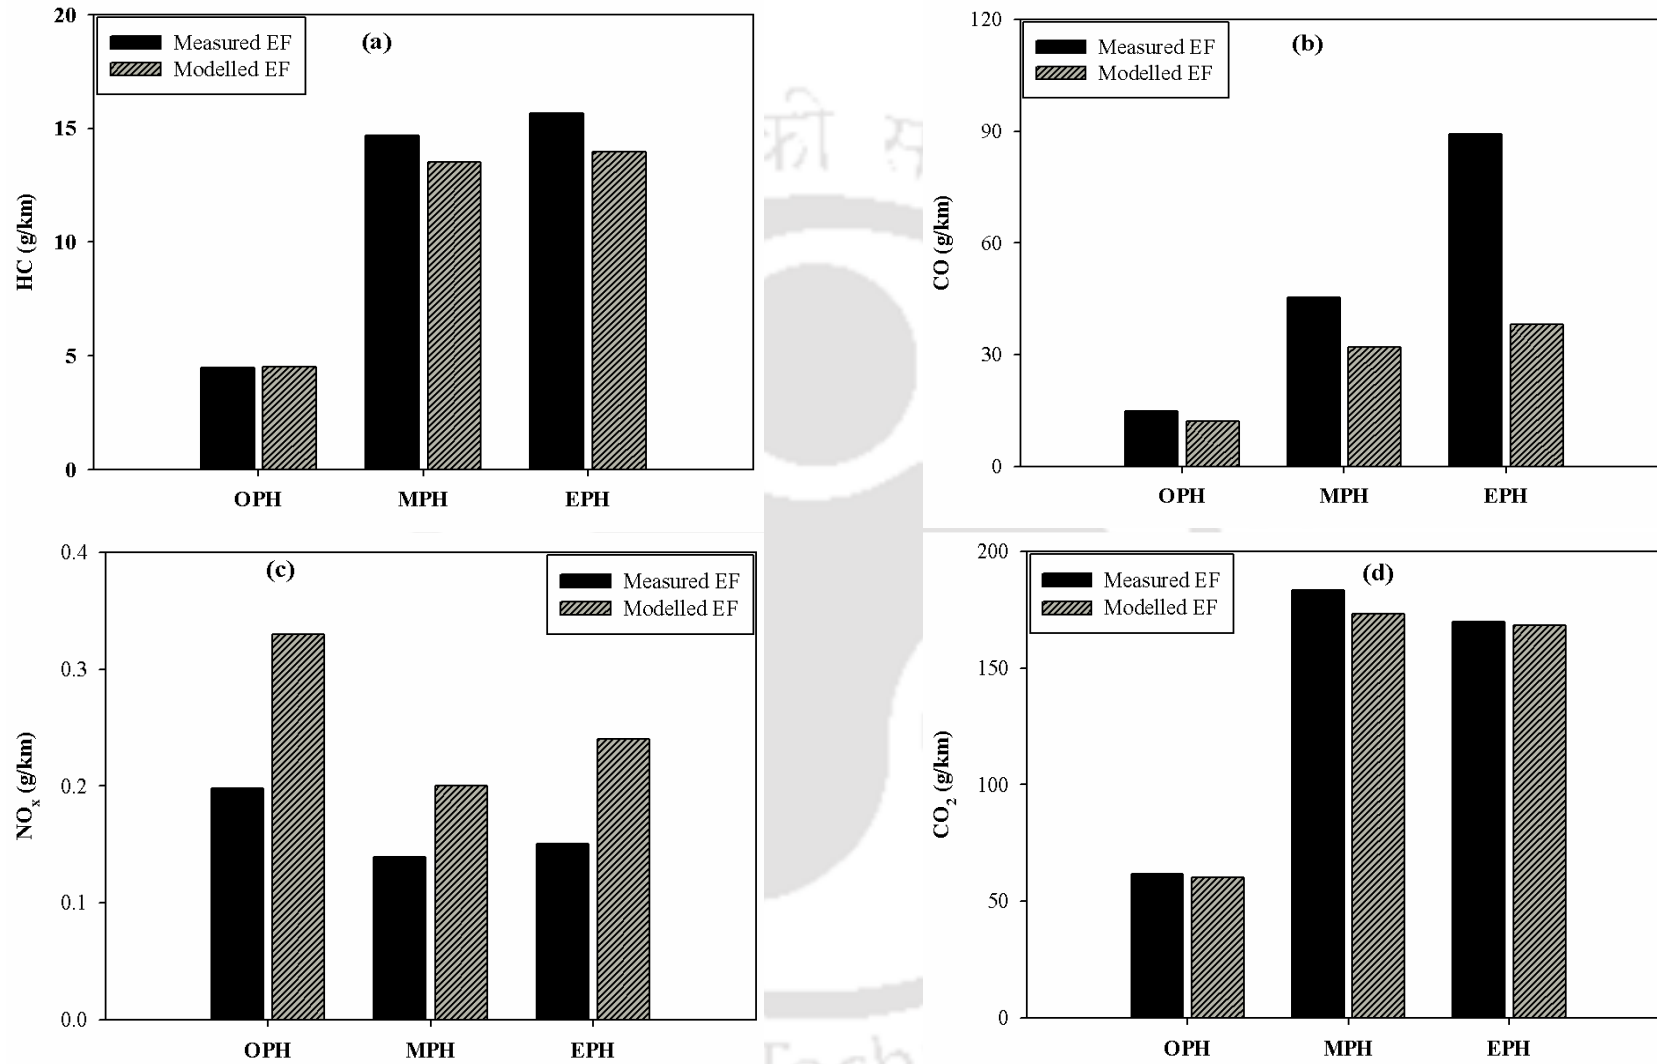 20
15
10
5
0
HC (g/km)
Measured EF
Modelled EF
(a)
OPH MPH EPH
120
90
60
30
0
CO (g/km)
Measured EF
Modelled EF
(b)
OPH MPH EPH
0.4
0.3
0.2
0.1
0.0
NOx (g/km)
(c)
Measured EF
Modelled EF
OPH MPH EPH
200
150
100
50
0
CO2 (g/km)
Measured EF
Modelled EF
(d)
OPH MPH EPH